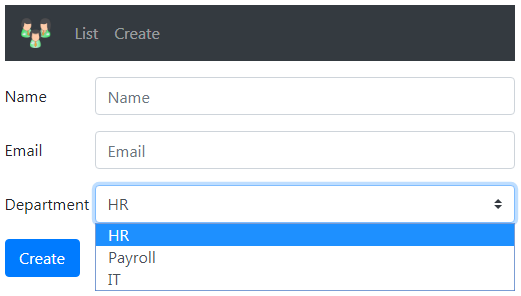 List Create
Name Name
Email Email
Department HR
HR
Create Payroll
IT